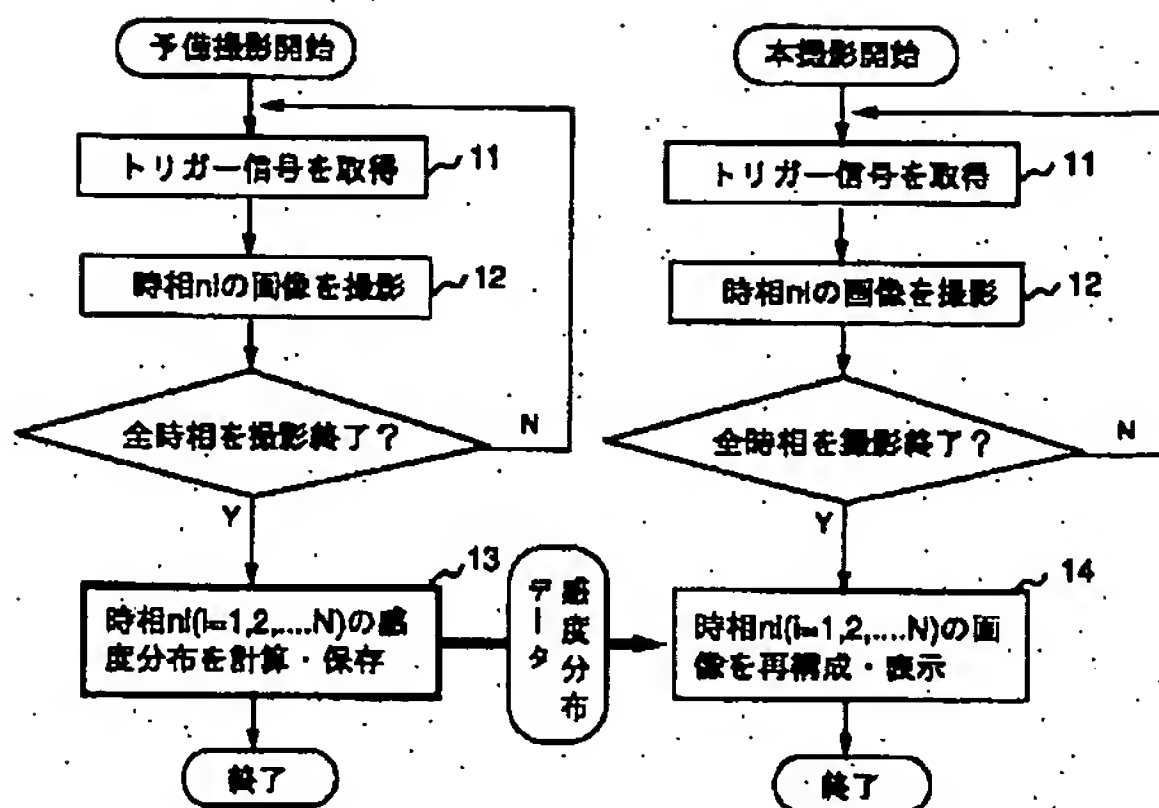 予備撮影開始
トリガー信号を取得
11
時相niの画像を撮影
12
全時相を撮影終了?
N
Y
13
時相ni(i=1,2,....N)の感
度分布を計算・保存
終了
感度分布
データ
本撮影開始
トリガー信号を取得
11
時相niの画像を撮影
12
全時相を撮影終了?
N
Y
14
時相ni(i=1,2,....N)の画
像を再構成・表示
終了